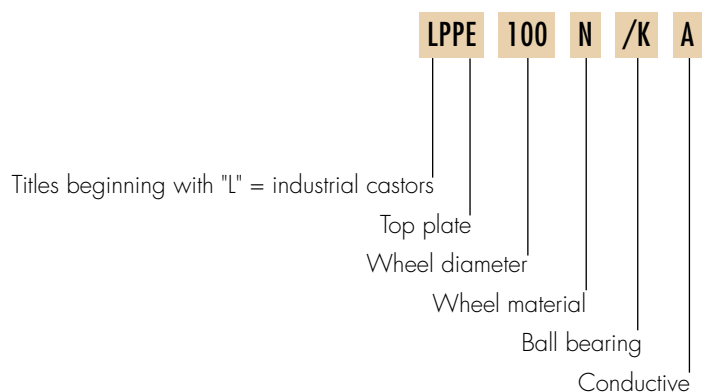 LPPE 100 N /K A
Titles beginning with "L" = industrial castors
Top plate
Wheel diameter
Wheel material
Ball bearing
Conductive